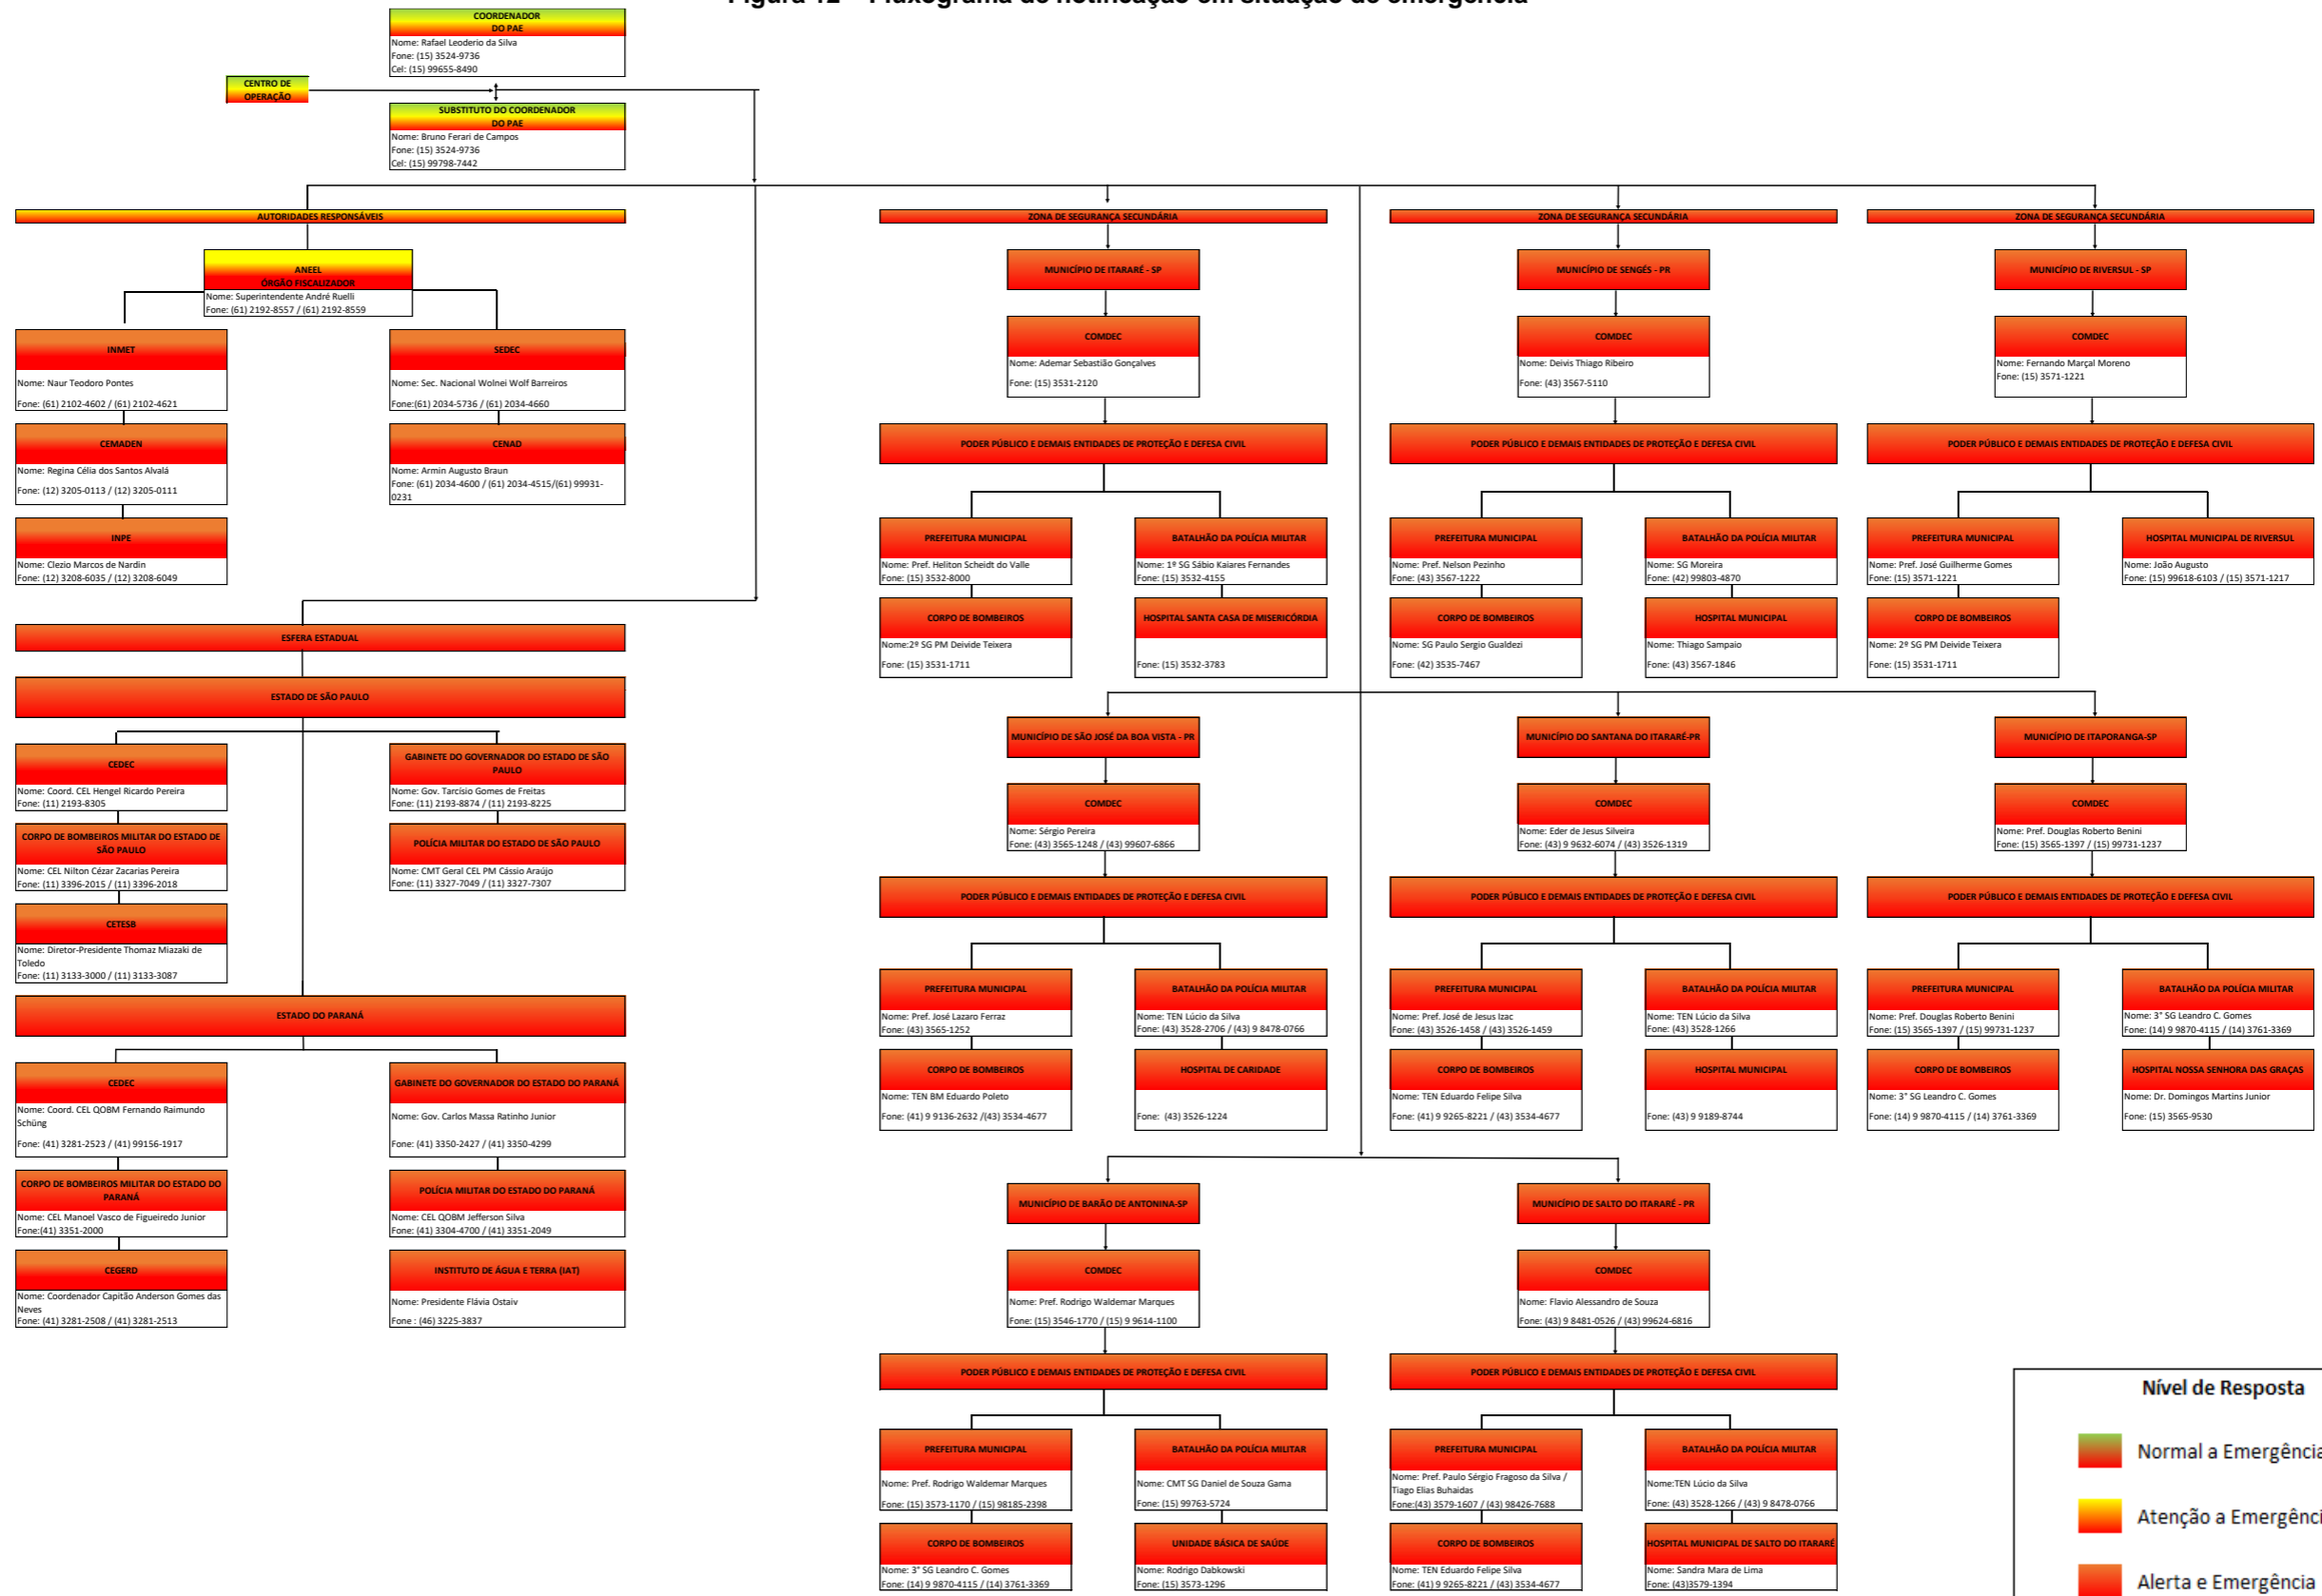 Figura 12 – Fluxograma de notificação em situação de emergência
COORDENADOR
DO PAE
Nome: Rafael Leoderio da Silva
Fone: (15) 3524-9736
Cel: (15) 99655-8490
CENTRO DE
OPERAÇÃO
SUBSTITUTO DO COORDENADOR
DO PAE
Nome: Bruno Ferari de Campos
Fone: (15) 3524-9736
Cel: (15) 99798-7442
AUTORIDADES RESPONSÁVEIS
ANEEL
ÓRGÃO FISCALIZADOR
Nome: Superintendente André Ruelli
Fone: (61) 2192-8557 / (61) 2192-8559
INMET
Nome: Naur Teodoro Pontes
Fone: (61) 2102-4602 / (61) 2102-4621
SEDEC
Nome: Sec. Nacional Wolnei Wolf Barreiros
Fone:(61) 2034-5736 / (61) 2034-4660
CEMADEN
Nome: Regina Célia dos Santos Alvalá
Fone: (12) 3205-0113 / (12) 3205-0111
CENAD
Nome: Armin Augusto Braun
Fone: (61) 2034-4600 / (61) 2034-4515/(61) 99931-
0231
INPE
Nome: Clezio Marcos de Nardin
Fone: (12) 3208-6035 / (12) 3208-6049
ESFERA ESTADUAL
ESTADO DE SÃO PAULO
CEDEC
Nome: Coord. CEL Hengel Ricardo Pereira
Fone: (11) 2193-8305
GABINETE DO GOVERNADOR DO ESTADO DE SÃO
PAULO
Nome: Gov. Tarcísio Gomes de Freitas
Fone: (11) 2193-8874 / (11) 2193-8225
CORPO DE BOMBEIROS MILITAR DO ESTADO DE
SÃO PAULO
Nome: CEL Nilton Cézar Zacarias Pereira
Fone: (11) 3396-2015 / (11) 3396-2018
POLÍCIA MILITAR DO ESTADO DE SÃO PAULO
Nome: CMT Geral CEL PM Cássio Araújo
Fone: (11) 3327-7049 / (11) 3327-7307
CETESB
Nome: Diretor-Presidente Thomaz Miazaki de
Toledo
Fone: (11) 3133-3000 / (11) 3133-3087
ESTADO DO PARANÁ
CEDEC
Nome: Coord. CEL QOBM Fernando Raimundo
Schüng
Fone: (41) 3281-2523 / (41) 99156-1917
GABINETE DO GOVERNADOR DO ESTADO DO PARANÁ
Nome: Gov. Carlos Massa Ratinho Junior
Fone: (41) 3350-2427 / (41) 3350-4299
CORPO DE BOMBEIROS MILITAR DO ESTADO DO
PARANÁ
Nome: CEL Manoel Vasco de Figueiredo Junior
Fone:(41) 3351-2000
POLÍCIA MILITAR DO ESTADO DO PARANÁ
Nome: CEL QOBM Jefferson Silva
Fone: (41) 3304-4700 / (41) 3351-2049
CEGERD
Nome: Coordenador Capitão Anderson Gomes das
Neves
Fone: (41) 3281-2508 / (41) 3281-2513
INSTITUTO DE ÁGUA E TERRA (IAT)
Nome: Presidente Flávia Ostaiv
Fone : (46) 3225-3837
ZONA DE SEGURANÇA SECUNDÁRIA
MUNICÍPIO DE ITARARÉ - SP
COMDEC
Nome: Ademar Sebastião Gonçalves
Fone: (15) 3531-2120
PODER PÚBLICO E DEMAIS ENTIDADES DE PROTEÇÃO E DEFESA CIVIL
PREFEITURA MUNICIPAL
Nome: Pref. Heliton Scheidt do Valle
Fone: (15) 3532-8000
BATALHÃO DA POLÍCIA MILITAR
Nome: 1º SG Sábio Kaiares Fernandes
Fone: (15) 3532-4155
CORPO DE BOMBEIROS
Nome:2º SG PM Deivide Teixera
Fone: (15) 3531-1711
HOSPITAL SANTA CASA DE MISERICÓRDIA
Fone: (15) 3532-3783
ZONA DE SEGURANÇA SECUNDÁRIA
MUNICÍPIO DE SENGÉS - PR
COMDEC
Nome: Deivis Thiago Ribeiro
Fone: (43) 3567-5110
PODER PÚBLICO E DEMAIS ENTIDADES DE PROTEÇÃO E DEFESA CIVIL
PREFEITURA MUNICIPAL
Nome: Pref. Nelson Pezinho
Fone: (43) 3567-1222
BATALHÃO DA POLÍCIA MILITAR
Nome: SG Moreira
Fone: (42) 99803-4870
CORPO DE BOMBEIROS
Nome: SG Paulo Sergio Gualdezi
Fone: (42) 3535-7467
HOSPITAL MUNICIPAL
Nome: Thiago Sampaio
Fone: (43) 3567-1846
ZONA DE SEGURANÇA SECUNDÁRIA
MUNICÍPIO DE RIVERSUL - SP
COMDEC
Nome: Fernando Marçal Moreno
Fone: (15) 3571-1221
PODER PÚBLICO E DEMAIS ENTIDADES DE PROTEÇÃO E DEFESA CIVIL
PREFEITURA MUNICIPAL
Nome: Pref. José Guilherme Gomes
Fone: (15) 3571-1221
HOSPITAL MUNICIPAL DE RIVERSUL
Nome: João Augusto
Fone: (15) 99618-6103 / (15) 3571-1217
CORPO DE BOMBEIROS
Nome: 2º SG PM Deivide Teixera
Fone: (15) 3531-1711
MUNICÍPIO DE SÃO JOSÉ DA BOA VISTA - PR
COMDEC
Nome: Sérgio Pereira
Fone: (43) 3565-1248 / (43) 99607-6866
PODER PÚBLICO E DEMAIS ENTIDADES DE PROTEÇÃO E DEFESA CIVIL
PREFEITURA MUNICIPAL
Nome: Pref. José Lazaro Ferraz
Fone: (43) 3565-1252
BATALHÃO DA POLÍCIA MILITAR
Nome: TEN Lúcio da Silva
Fone: (43) 3528-2706 / (43) 9 8478-0766
CORPO DE BOMBEIROS
Nome: TEN BM Eduardo Poleto
Fone: (41) 9 9136-2632 /(43) 3534-4677
HOSPITAL DE CARIDADE
Fone: (43) 3526-1224
MUNICÍPIO DO SANTANA DO ITARARÉ-PR
COMDEC
Nome: Eder de Jesus Silveira
Fone: (43) 9 9632-6074 / (43) 3526-1319
PODER PÚBLICO E DEMAIS ENTIDADES DE PROTEÇÃO E DEFESA CIVIL
PREFEITURA MUNICIPAL
Nome: Pref. José de Jesus Izac
Fone: (43) 3526-1458 / (43) 3526-1459
BATALHÃO DA POLÍCIA MILITAR
Nome: TEN Lúcio da Silva
Fone: (43) 3528-1266
CORPO DE BOMBEIROS
Nome: TEN Eduardo Felipe Silva
Fone: (41) 9 9265-8221 / (43) 3534-4677
HOSPITAL MUNICIPAL
Fone: (43) 9 9189-8744
MUNICÍPIO DE ITAPORANGA-SP
COMDEC
Nome: Pref. Douglas Roberto Benini
Fone: (15) 3565-1397 / (15) 99731-1237
PODER PÚBLICO E DEMAIS ENTIDADES DE PROTEÇÃO E DEFESA CIVIL
PREFEITURA MUNICIPAL
Nome: Pref. Douglas Roberto Benini
Fone: (15) 3565-1397 / (15) 99731-1237
BATALHÃO DA POLÍCIA MILITAR
Nome: 3° SG Leandro C. Gomes
Fone: (14) 9 9870-4115 / (14) 3761-3369
CORPO DE BOMBEIROS
Nome: 3° SG Leandro C. Gomes
Fone: (14) 9 9870-4115 / (14) 3761-3369
HOSPITAL NOSSA SENHORA DAS GRAÇAS
Nome: Dr. Domingos Martins Junior
Fone: (15) 3565-9530
MUNICÍPIO DE BARÃO DE ANTONINA-SP
COMDEC
Nome: Pref. Rodrigo Waldemar Marques
Fone: (15) 3546-1770 / (15) 9 9614-1100
PODER PÚBLICO E DEMAIS ENTIDADES DE PROTEÇÃO E DEFESA CIVIL
PREFEITURA MUNICIPAL
Nome: Pref. Rodrigo Waldemar Marques
Fone: (15) 3573-1170 / (15) 98185-2398
BATALHÃO DA POLÍCIA MILITAR
Nome: CMT SG Daniel de Souza Gama
Fone: (15) 99763-5724
CORPO DE BOMBEIROS
Nome: 3° SG Leandro C. Gomes
Fone: (14) 9 9870-4115 / (14) 3761-3369
UNIDADE BÁSICA DE SAÚDE
Nome: Rodrigo Dabkowski
Fone: (15) 3573-1296
MUNICÍPIO DE SALTO DO ITARARÉ - PR
COMDEC
Nome: Flavio Alessandro de Souza
Fone: (43) 9 8481-0526 / (43) 99624-6816
PODER PÚBLICO E DEMAIS ENTIDADES DE PROTEÇÃO E DEFESA CIVIL
PREFEITURA MUNICIPAL
Nome: Pref. Paulo Sérgio Fragoso da Silva /
Tiago Elias Buhaidas
Fone:(43) 3579-1607 / (43) 98426-7688
BATALHÃO DA POLÍCIA MILITAR
Nome:TEN Lúcio da Silva
Fone: (43) 3528-1266 / (43) 9 8478-0766
CORPO DE BOMBEIROS
Nome: TEN Eduardo Felipe Silva
Fone: (41) 9 9265-8221 / (43) 3534-4677
HOSPITAL MUNICIPAL DE SALTO DO ITARARÉ
Nome: Sandra Mara de Lima
Fone: (43)3579-1394
Nível de Resposta
Normal a Emergência
Atenção a Emergênci
Alerta e Emergência